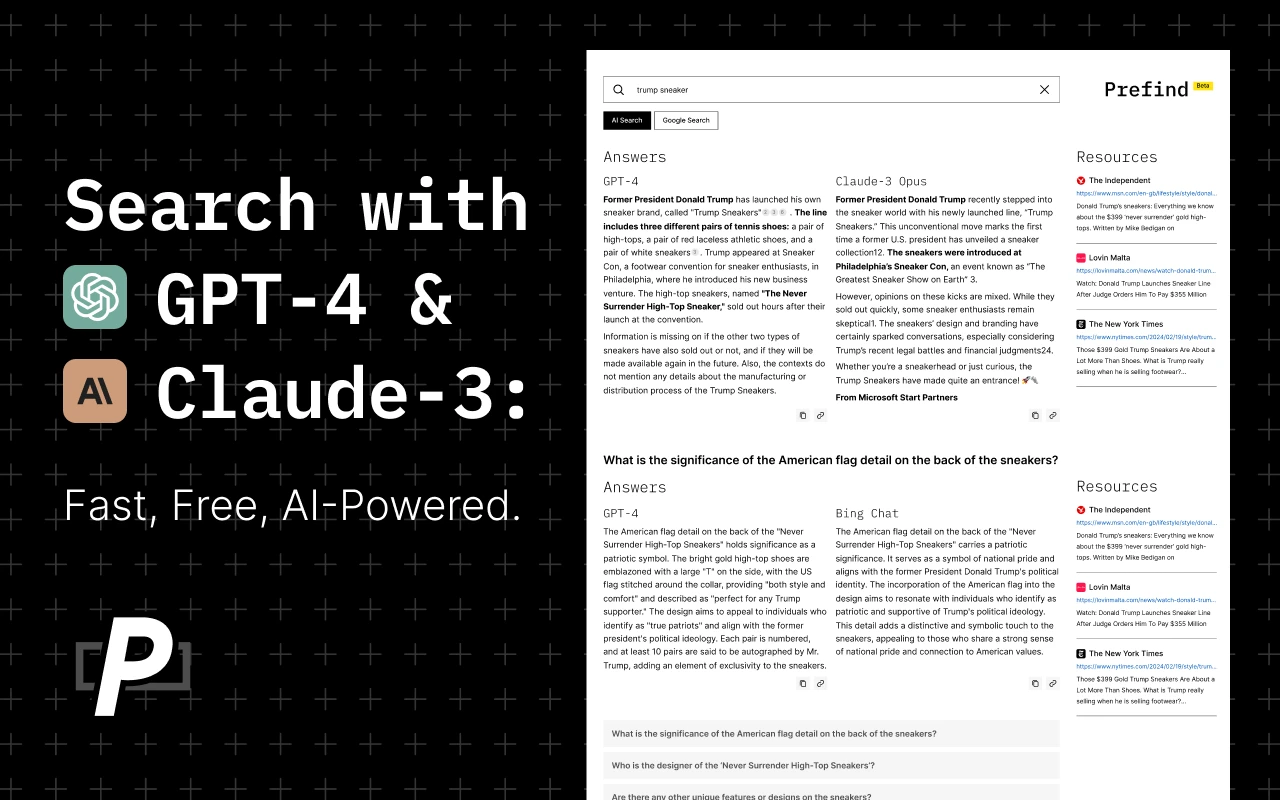 Search with
GPT-4 &
Claude-3:
Fast, Free, AI-Powered.
P
trump sneaker
Prefind
Beta
AI Search
Google Search
Answers
GPT-4
Former President Donald Trump has launched his own
sneaker brand, called "Trump Sneakers" . The line
includes three different pairs of tennis shoes: a pair of
high-tops, a pair of red laceless athletic shoes, and a
pair of white sneakers . Trump appeared at Sneaker
Con, a footwear convention for sneaker enthusiasts, in
Philadelphia, where he introduced his new business
venture. The high-top sneakers, named "The Never
Surrender High-Top Sneaker," sold out hours after their
launch at the convention.
Information is missing on if the other two types of
sneakers have also sold out or not, and if they will be
made available again in the future. Also, the contexts do
not mention any details about the manufacturing or
distribution process of the Trump Sneakers.
Claude-3 Opus
Former President Donald Trump recently stepped into
the sneaker world with his newly launched line, “Trump
Sneakers.” This unconventional move marks the first
time a former U.S. president has unveiled a sneaker
collection12. The sneakers were introduced at
Philadelphia’s Sneaker Con, an event known as “The
Greatest Sneaker Show on Earth” 3.
However, opinions on these kicks are mixed. While they
sold out quickly, some sneaker enthusiasts remain
skeptical1. The sneakers’ design and branding have
certainly sparked conversations, especially considering
Trump’s recent legal battles and financial judgments24.
Whether you’re a sneakerhead or just curious, the
Trump Sneakers have made quite an entrance! 🚀👟
From Microsoft Start Partners
Resources
The Independent
https://www.msn.com/en-gb/lifestyle/style/donal...
Donald Trump's sneakers: Everything we know
about the $399 'never surrender' gold high-
tops. Written by Mike Bedigan on
Lovin Malta
https://lovinmalta.com/news/watch-donald-trum...
Watch: Donald Trump Launches Sneaker Line
After Judge Orders Him To Pay $355 Million
The New York Times
https://www.nytimes.com/2024/02/19/style/trum...
Those $399 Gold Trump Sneakers Are About a
Lot More Than Shoes. What is Trump really
selling when he is selling footwear?...
What is the significance of the American flag detail on the back of the sneakers?
Answers
GPT-4
The American flag detail on the back of the "Never
Surrender High-Top Sneakers" holds significance as a
patriotic symbol. The bright gold high-top shoes are
emblazoned with a large "T" on the side, with the US
flag stitched around the collar, providing "both style and
comfort" and described as "perfect for any Trump
supporter." The design aims to appeal to individuals who
identify as "true patriots" and align with the former
president's political ideology. Each pair is numbered,
and at least 10 pairs are said to be autographed by Mr.
Trump, adding an element of exclusivity to the sneakers.
Bing Chat
The American flag detail on the back of the "Never
Surrender High-Top Sneakers" carries a patriotic
significance. It serves as a symbol of national pride and
aligns with the former President Donald Trump's political
identity. The incorporation of the American flag into the
design aims to resonate with individuals who identify as
patriotic and supportive of Trump's political ideology.
This detail adds a distinctive and symbolic touch to the
sneakers, appealing to those who share a strong sense
of national pride and connection to American values.
Resources
The Independent
https://www.msn.com/en-gb/lifestyle/style/donal...
Donald Trump's sneakers: Everything we know
about the $399 'never surrender' gold high-
tops. Written by Mike Bedigan on
Lovin Malta
https://lovinmalta.com/news/watch-donald-trum...
Watch: Donald Trump Launches Sneaker Line
After Judge Orders Him To Pay $355 Million
The New York Times
https://www.nytimes.com/2024/02/19/style/trum...
Those $399 Gold Trump Sneakers Are About a
Lot More Than Shoes. What is Trump really
selling when he is selling footwear?...
What is the significance of the American flag detail on the back of the sneakers?
Who is the designer of the 'Never Surrender High-Top Sneakers'?
Are there any other unique features or designs on the sneakers?